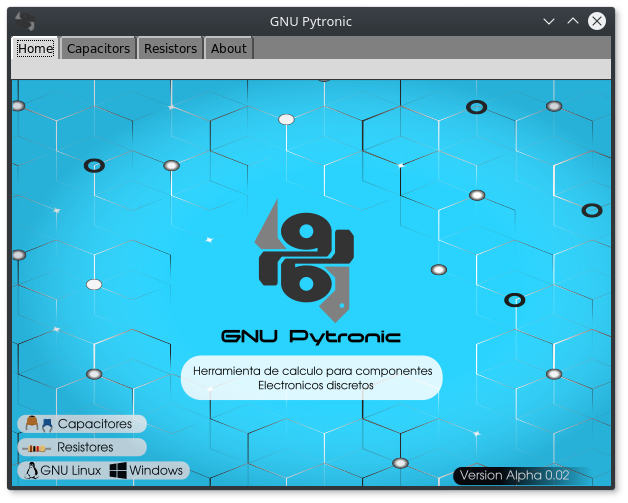 GNU Pytronic
Home Capacitors Resistors About
GNU Pytronic
Herramienta de calculo para componentes
Electronicos discretos
Capacitores
Resistores
GNU Linux Windows
Version Alpha 0.02